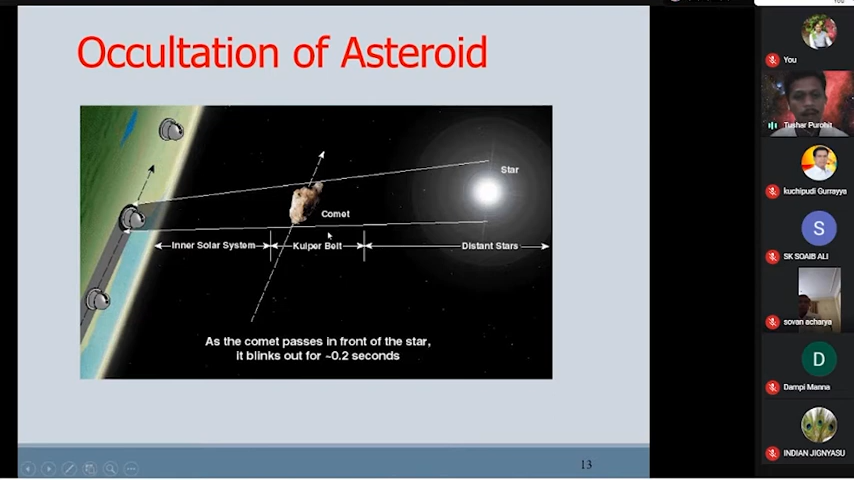 You
Occultation of Asteroid
Star
Comet
Inner Solar System
Kuiper Belt
Distant Stars
As the comet passes in front of the star,
it blinks out for ~0.2 seconds
13
You
Tushar Purohit
kuchipudi Gurrayya
S
SK SOAIB ALI
sovan acharya
D
Dampi Manna
INDIAN JIGNYASU